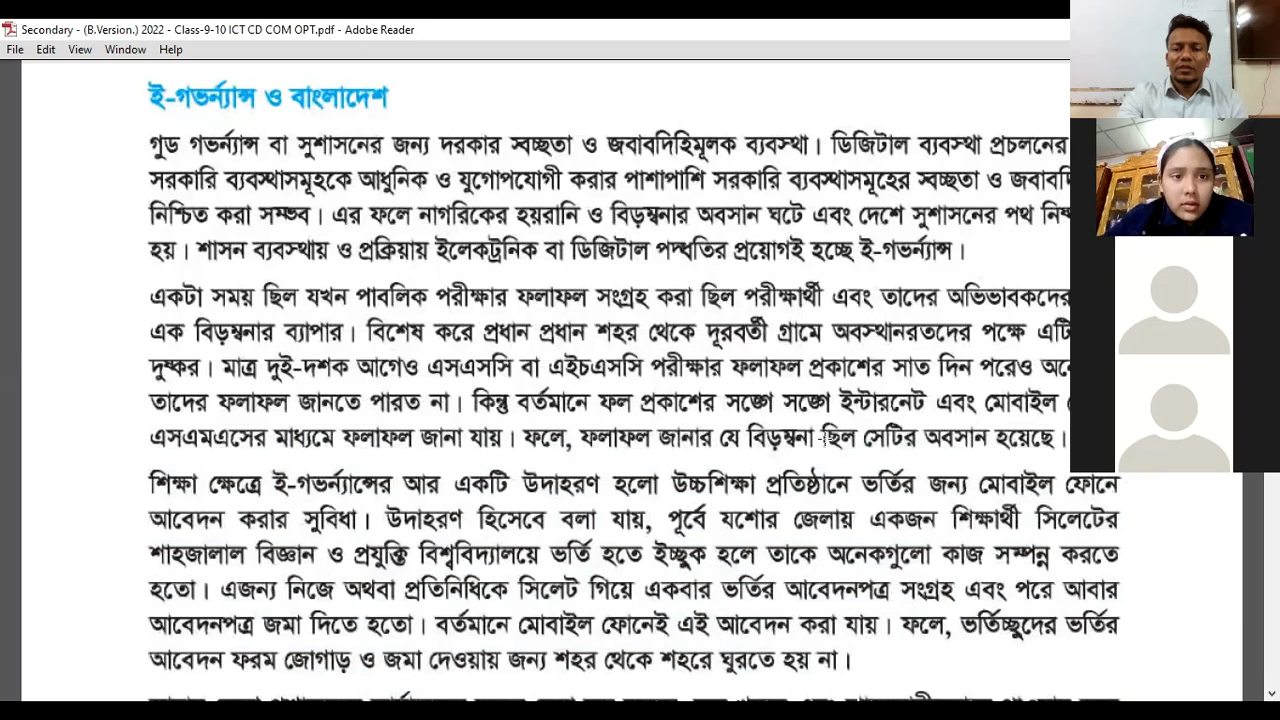 Secondary - (B.Version.) 2022 - Class-9-10 ICT CD COM OPT.pdf - Adobe Reader
File Edit View Window Help
ই-গভর্ন্যান্স ও বাংলাদেশ
গুড গভর্ন্যান্স বা সুশাসনের জন্য দরকার স্বচ্ছতা ও জবাবদিহিমূলক ব্যবস্থা। ডিজিটাল ব্যবস্থা প্রচলনের
সরকারি ব্যবস্থাসমূহকে আধুনিক ও যুগোপযোগী করার পাশাপাশি সরকারি ব্যবস্থাসমূহের স্বচ্ছতা ও
নিশ্চিত করা সম্ভব। এর ফলে নাগরিকের হয়রানি ও বিড়ম্বনার অবসান ঘটে এবং দেশে সুশাসনের পথ
হয়। শাসন ব্যবস্থায় ও প্রক্রিয়ায় ইলেকট্রনিক বা ডিজিটাল পদ্ধতির প্রয়োগই হচ্ছে ই-গভর্ন্যান্স।
একটা সময় ছিল যখন পাবলিক পরীক্ষার ফলাফল সংগ্রহ করা ছিল পরীক্ষার্থী এবং তাদের অভিভাবকদের
এক বিড়ম্বনার ব্যাপার। বিশেষ করে প্রধান প্রধান শহর থেকে দূরবর্তী গ্রামে অবস্থানরতদের পক্ষে
দুষ্কর। মাত্র দুই-দশক আগেও এসএসসি বা এইচএসসি পরীক্ষার ফলাফল প্রকাশের সাত দিন পরেও
তাদের ফলাফল জানতে পারত না। কিন্তু বর্তমানে ফল প্রকাশের সঙ্গে সঙ্গে ইন্টারনেট এবং মোবাইল
এসএমএসের মাধ্যমে ফলাফল জানা যায়। ফলে, ফলাফল জানার যে বিড়ম্বনা ছিল সেটির অবসান হয়েছে।
শিক্ষা ক্ষেত্রে ই-গভর্ন্যান্সের আর একটি উদাহরণ হলো উচ্চশিক্ষা প্রতিষ্ঠানে ভর্তির জন্য মোবাইল ফোনে
আবেদন করার সুবিধা। উদাহরণ হিসেবে বলা যায়, পূর্বে যশোর জেলায় একজন শিক্ষার্থী সিলেটের
শাহজালাল বিজ্ঞান ও প্রযুক্তি বিশ্ববিদ্যালয়ে ভর্তি হতে ইচ্ছুক হলে তাকে অনেকগুলো কাজ সম্পন্ন করতে
হতো। এজন্য নিজে অথবা প্রতিনিধিকে সিলেট গিয়ে একবার ভর্তির আবেদনপত্র সংগ্রহ এবং পরে আবার
আবেদনপত্র জমা দিতে হতো। বর্তমানে মোবাইল ফোনেই এই আবেদন করা যায়। ফলে, ভর্তিচ্ছুদের ভর্তির
আবেদন ফরম জোগাড় ও জমা দেওয়ায় জন্য শহর থেকে শহরে ঘুরতে হয় না।